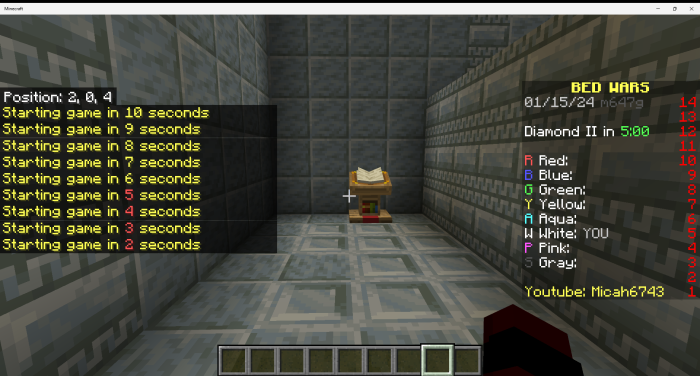 Minecraft
Position: 2, 0, 4
Starting game in 10 seconds
Starting game in 9 seconds
Starting game in 8 seconds
Starting game in 7 seconds
Starting game in 6 seconds
Starting game in 5 seconds
Starting game in 4 seconds
Starting game in 3 seconds
Starting game in 2 seconds
BED WARS
01/15/24 m647g 14
13
Diamond II in 5:00 12
11
R Red: 10
B Blue: 9
G Green: 8
Y Yellow: 7
A Aqua: 6
W White: YOU 5
P Pink: 4
S Gray: 3
2
Youtube: Micah6743 1